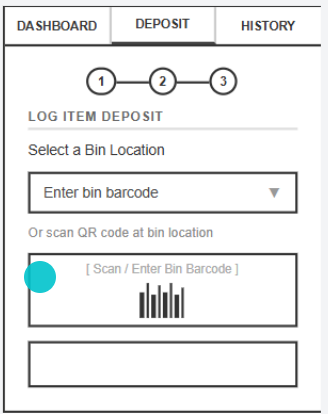 DASHBOARD DEPOSIT HISTORY
1 2 3
LOG ITEM DEPOSIT
Select a Bin Location
Enter bin barcode
Or scan QR code at bin location
[ Scan / Enter Bin Barcode ]